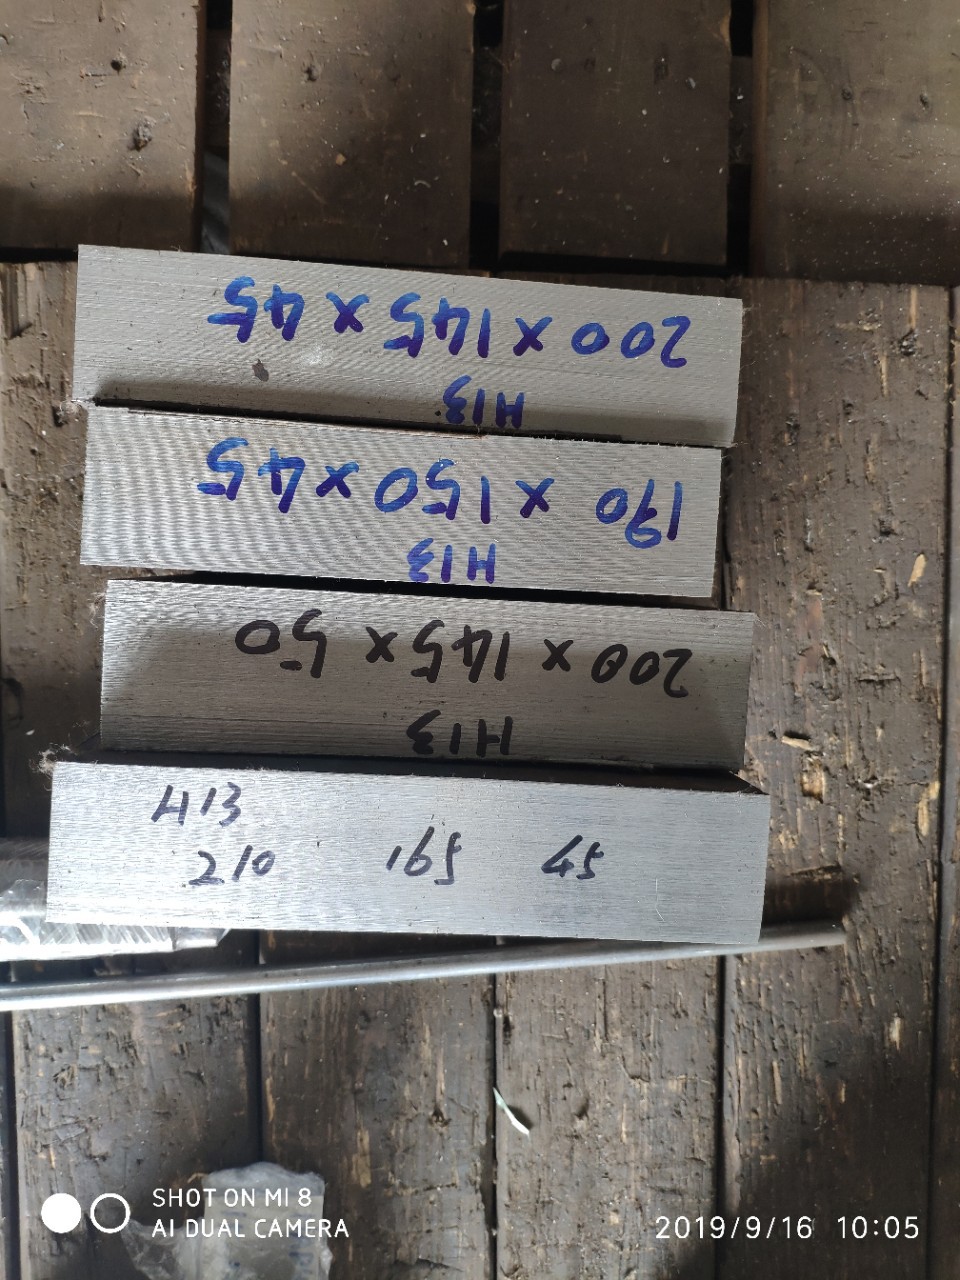 200 x 145 x 45
H13
190 x 150 x 45
H13
200 x 145 x 50
H13
H13
210 165 45
SHOT ON MI 8
AI DUAL CAMERA
2019/9/16 10:05